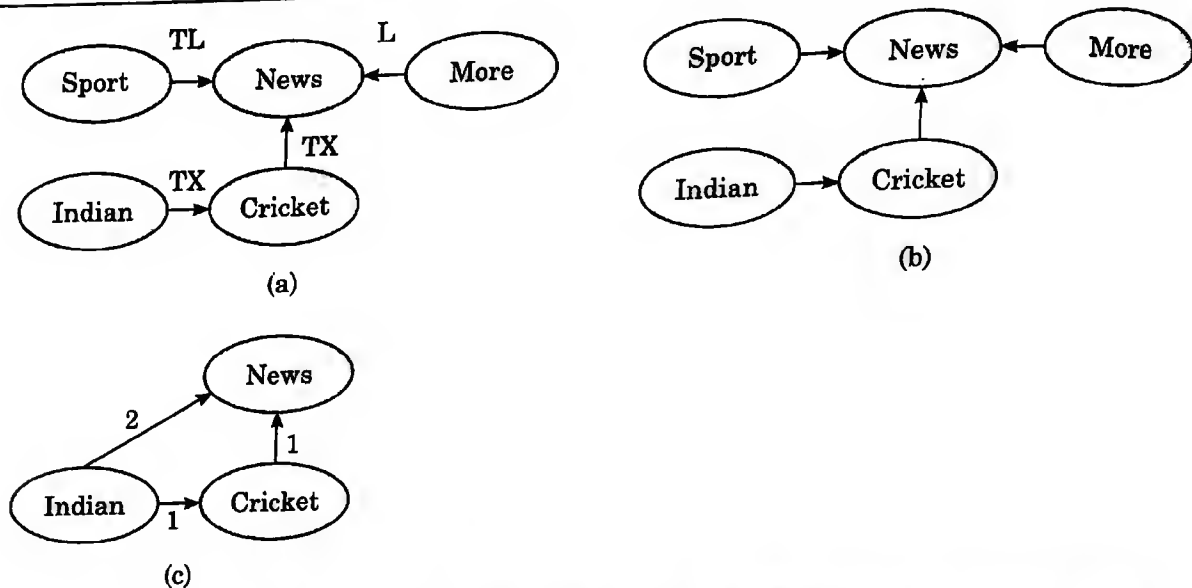 TL
L
Sport
News
More
TX
TX
Indian
Cricket
(a)
Sport
News
More
Indian
Cricket
(b)
News
2
1
Indian
1
Cricket
(c)